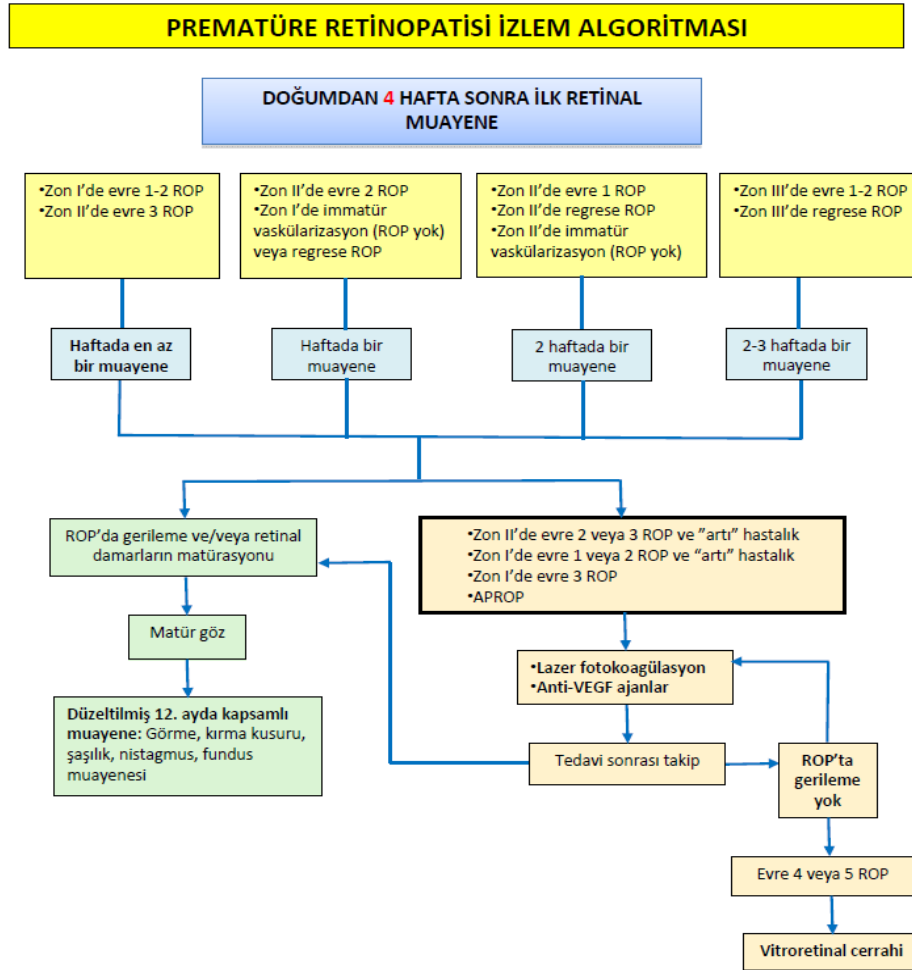 PREMATÜRE RETİNOPATİSİ İZLEM ALGORİTMASI
DOĞUMDAN 4 HAFTA SONRA İLK RETİNAL
MUAYENE
•Zon I’de evre 1-2 ROP
•Zon II’de evre 3 ROP
•Zon II’de evre 2 ROP
•Zon I’de immatür
vaskülarizasyon (ROP yok)
veya regrese ROP
•Zon II’de evre 1 ROP
•Zon II’de regrese ROP
•Zon II’de immatür
vaskülarizasyon (ROP yok)
•Zon III’de evre 1-2 ROP
•Zon III’de regrese ROP
Haftada en az
bir muayene
Haftada bir
muayene
2 haftada bir
muayene
2-3 haftada bir
muayene
ROP’da gerileme ve/veya retinal
damarların matürasyonu
•Zon II’de evre 2 veya 3 ROP ve ”artı” hastalık
•Zon I’de evre 1 veya 2 ROP ve “artı” hastalık
•Zon I’de evre 3 ROP
•APROP
Matür göz
•Lazer fotokoagülasyon
•Anti-VEGF ajanlar
Düzeltilmiş 12. ayda kapsamlı
muayene: Görme, kırma kusuru,
şaşılık, nistagmus, fundus
muayenesi
Tedavi sonrası takip
ROP’ta
gerileme
yok
Evre 4 veya 5 ROP
Vitroretinal cerrahi